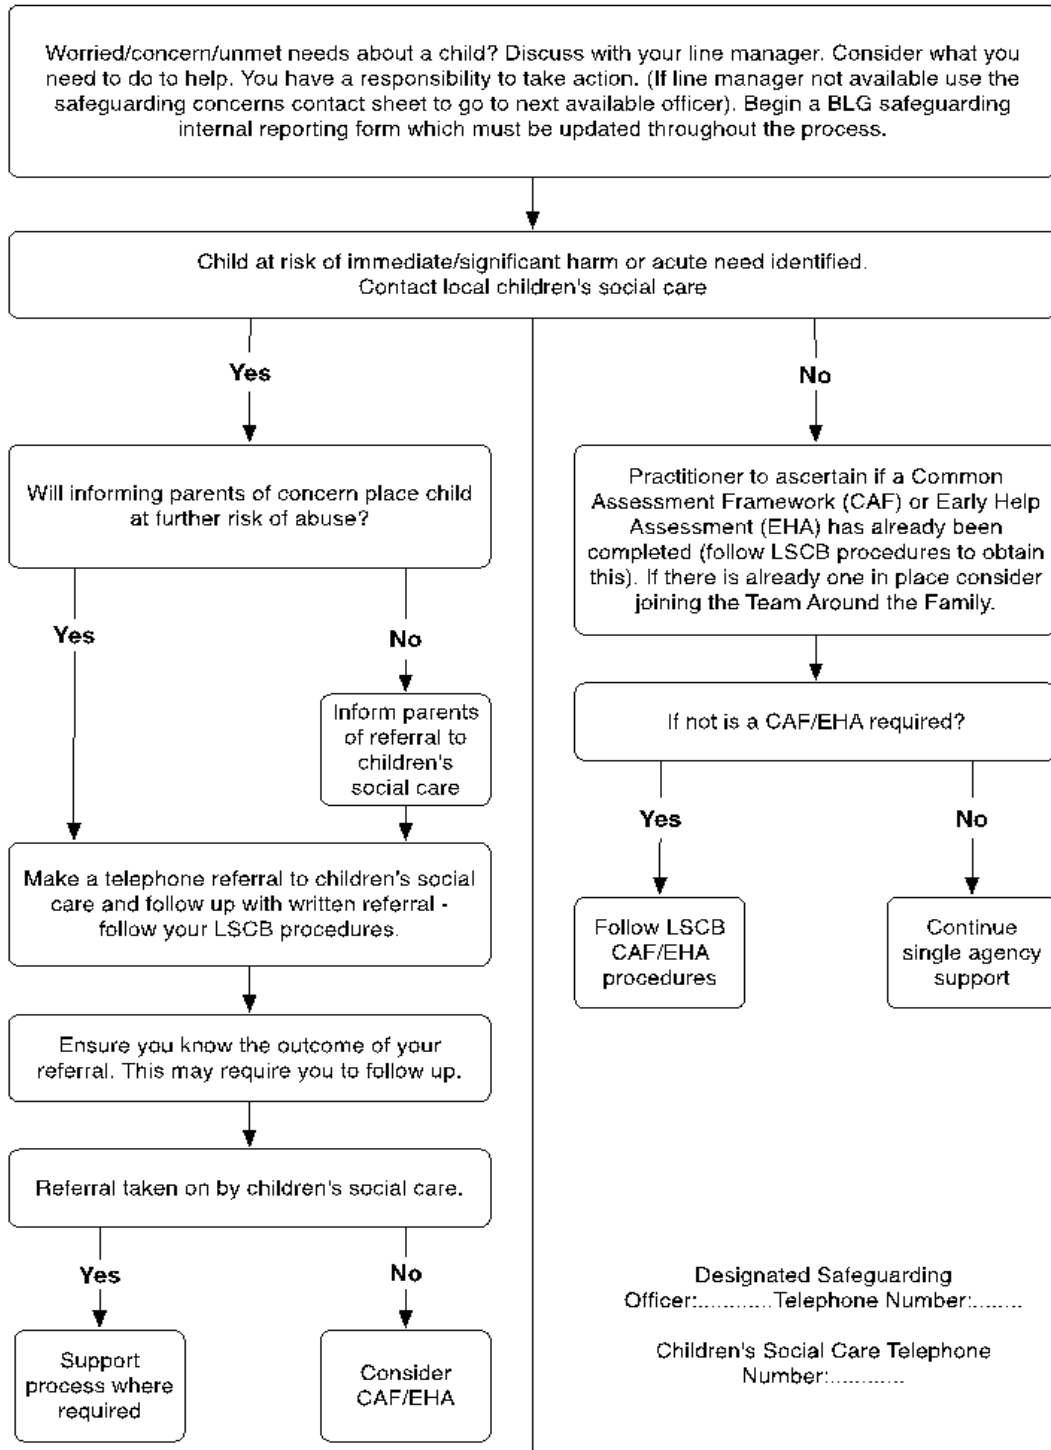 Worried/concern/unmet needs about a child? Discuss with your line manager. Consider what you
need to do to help. You have a responsibility to take action. (If line manager not available use the
safeguarding concerns contact sheet to go to next available officer). Begin a BLG safeguarding
internal reporting form which must be updated throughout the process.
Child at risk of immediate/significant harm or acute need identified.
Contact local children's social care
Yes
No
Will informing parents of concern place child
at further risk of abuse?
Practitioner to ascertain if a Common
Assessment Framework (CAF) or Early Help
Assessment (EHA) has already been
completed (follow LSCB procedures to obtain
this). If there is already one in place consider
joining the Team Around the Family.
Yes
No
Inform parents
of referral to
children's
social care
If not is a CAF/EHA required?
Yes
No
Make a telephone referral to children's social
care and follow up with written referral -
follow your LSCB procedures.
Follow LSCB
CAF/EHA
procedures
Continue
single agency
support
Ensure you know the outcome of your
referral. This may require you to follow up.
Referral taken on by children's social care.
Yes
No
Support
process where
required
Consider
CAF/EHA
Designated Safeguarding
Officer:............Telephone Number:........
Children's Social Care Telephone
Number:............